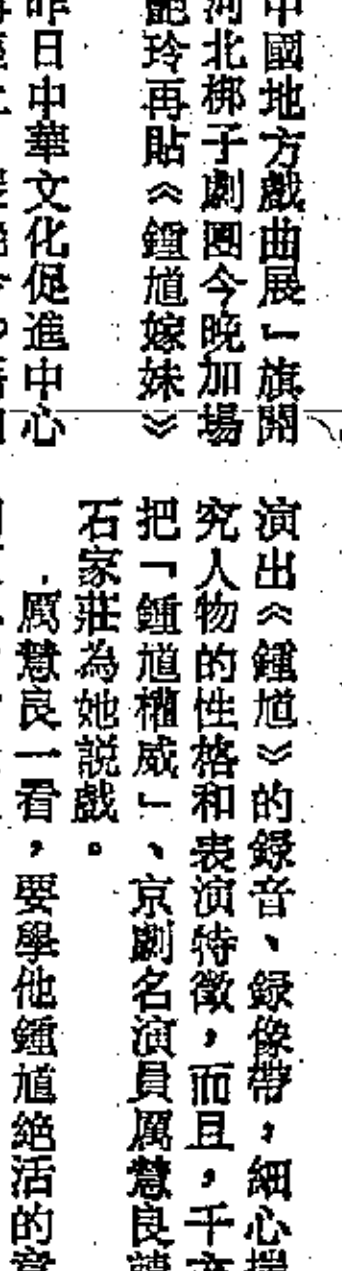 中國地方戲曲展」旗開
河北梆子劇團今晚加場
艷玲再貼《鍾馗嫁妹》
昨日中華文化促進中心
演出《鍾馗》的錄音、錄像帶，細心揣
究人物的性格和表演特徵，而且，千方
把「鍾馗權威」、京劇名演員厲慧良請
石家莊為她説戲。
厲慧良一看，要學他鍾馗絕活的竟